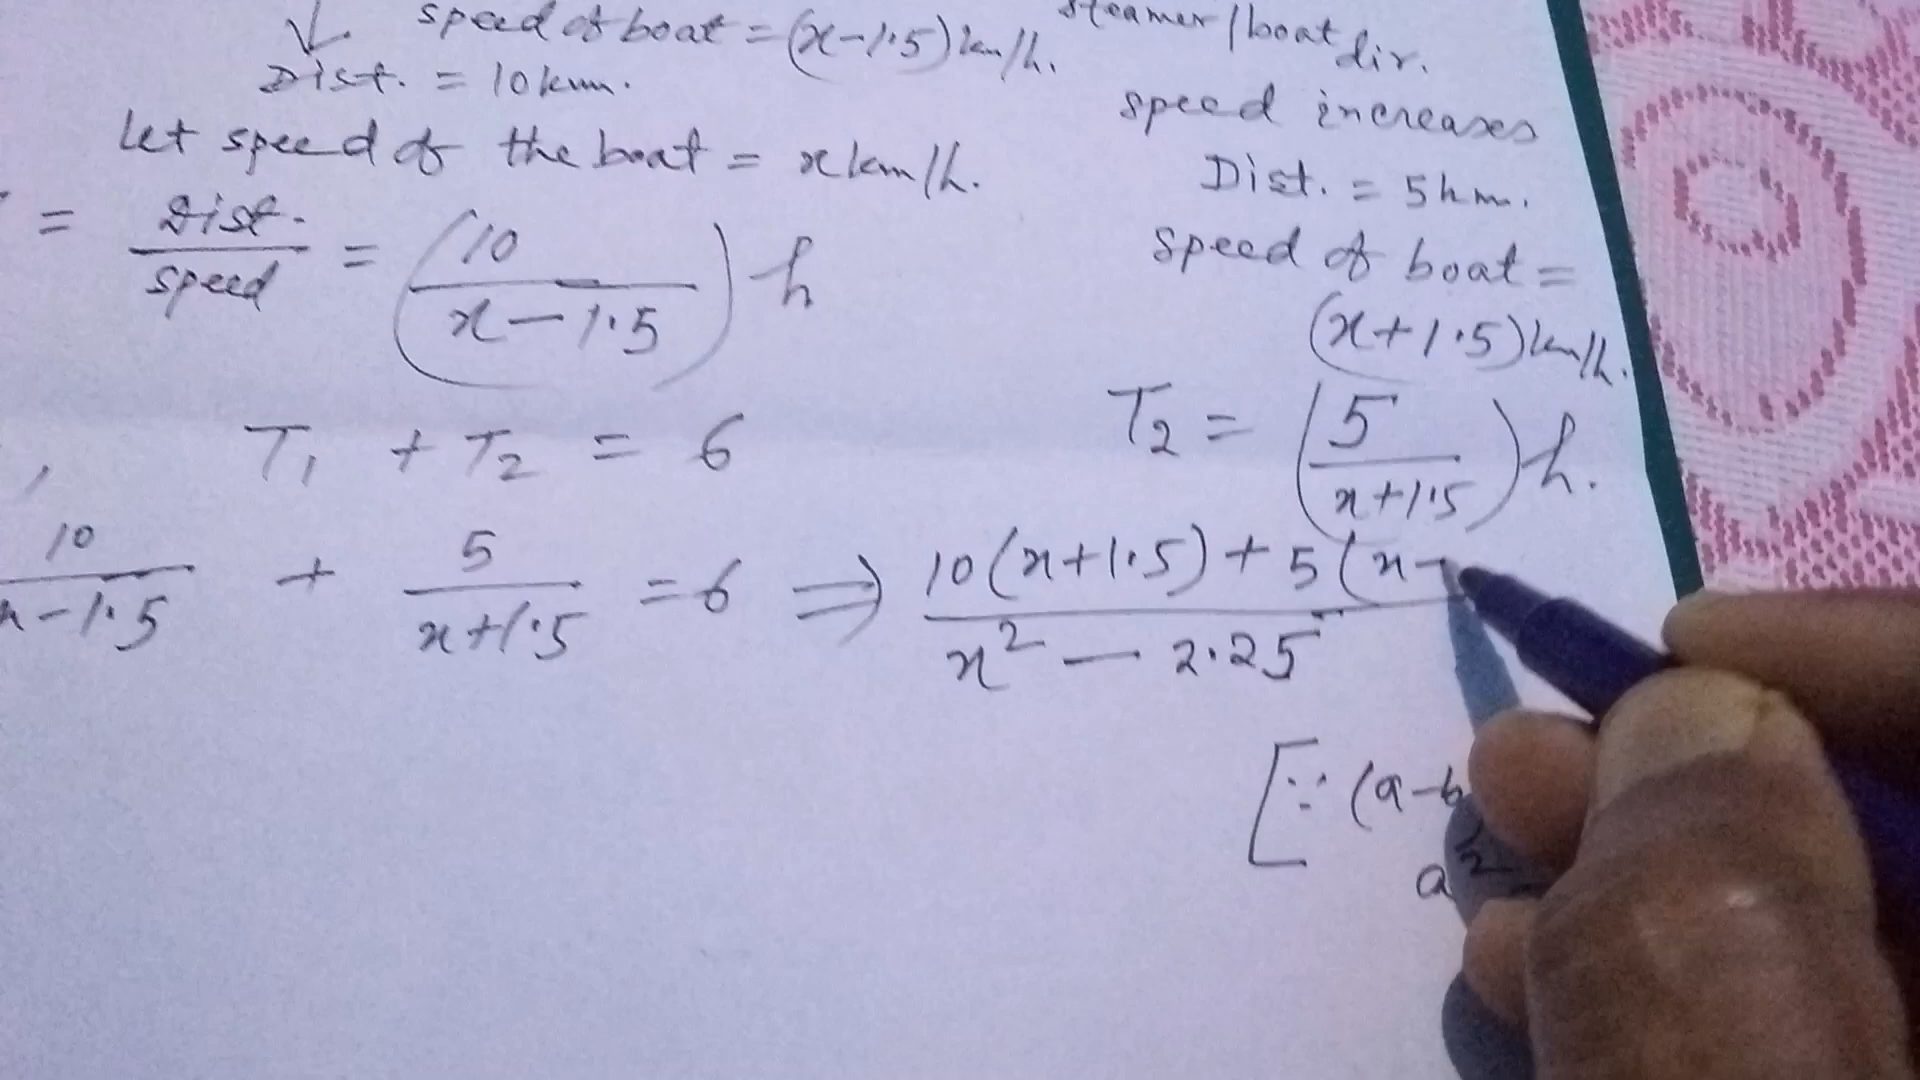 speed of boat = (x-1.5) km/h.
Dist. = 10 km.
Let speed of the boat = x km/h.
= Dist. / speed = (10 / x-1.5) h
T1 + T2 = 6
10 / x-1.5 + 5 / x+1.5 = 6 ⇒ 10(x+1.5) + 5(x- / x² - 2.25
steamer/boat dir.
speed increases
Dist. = 5 km.
speed of boat =
(x+1.5) km/h.
T2 = (5 / x+1.5) h.
[∵ (a-b
a²-